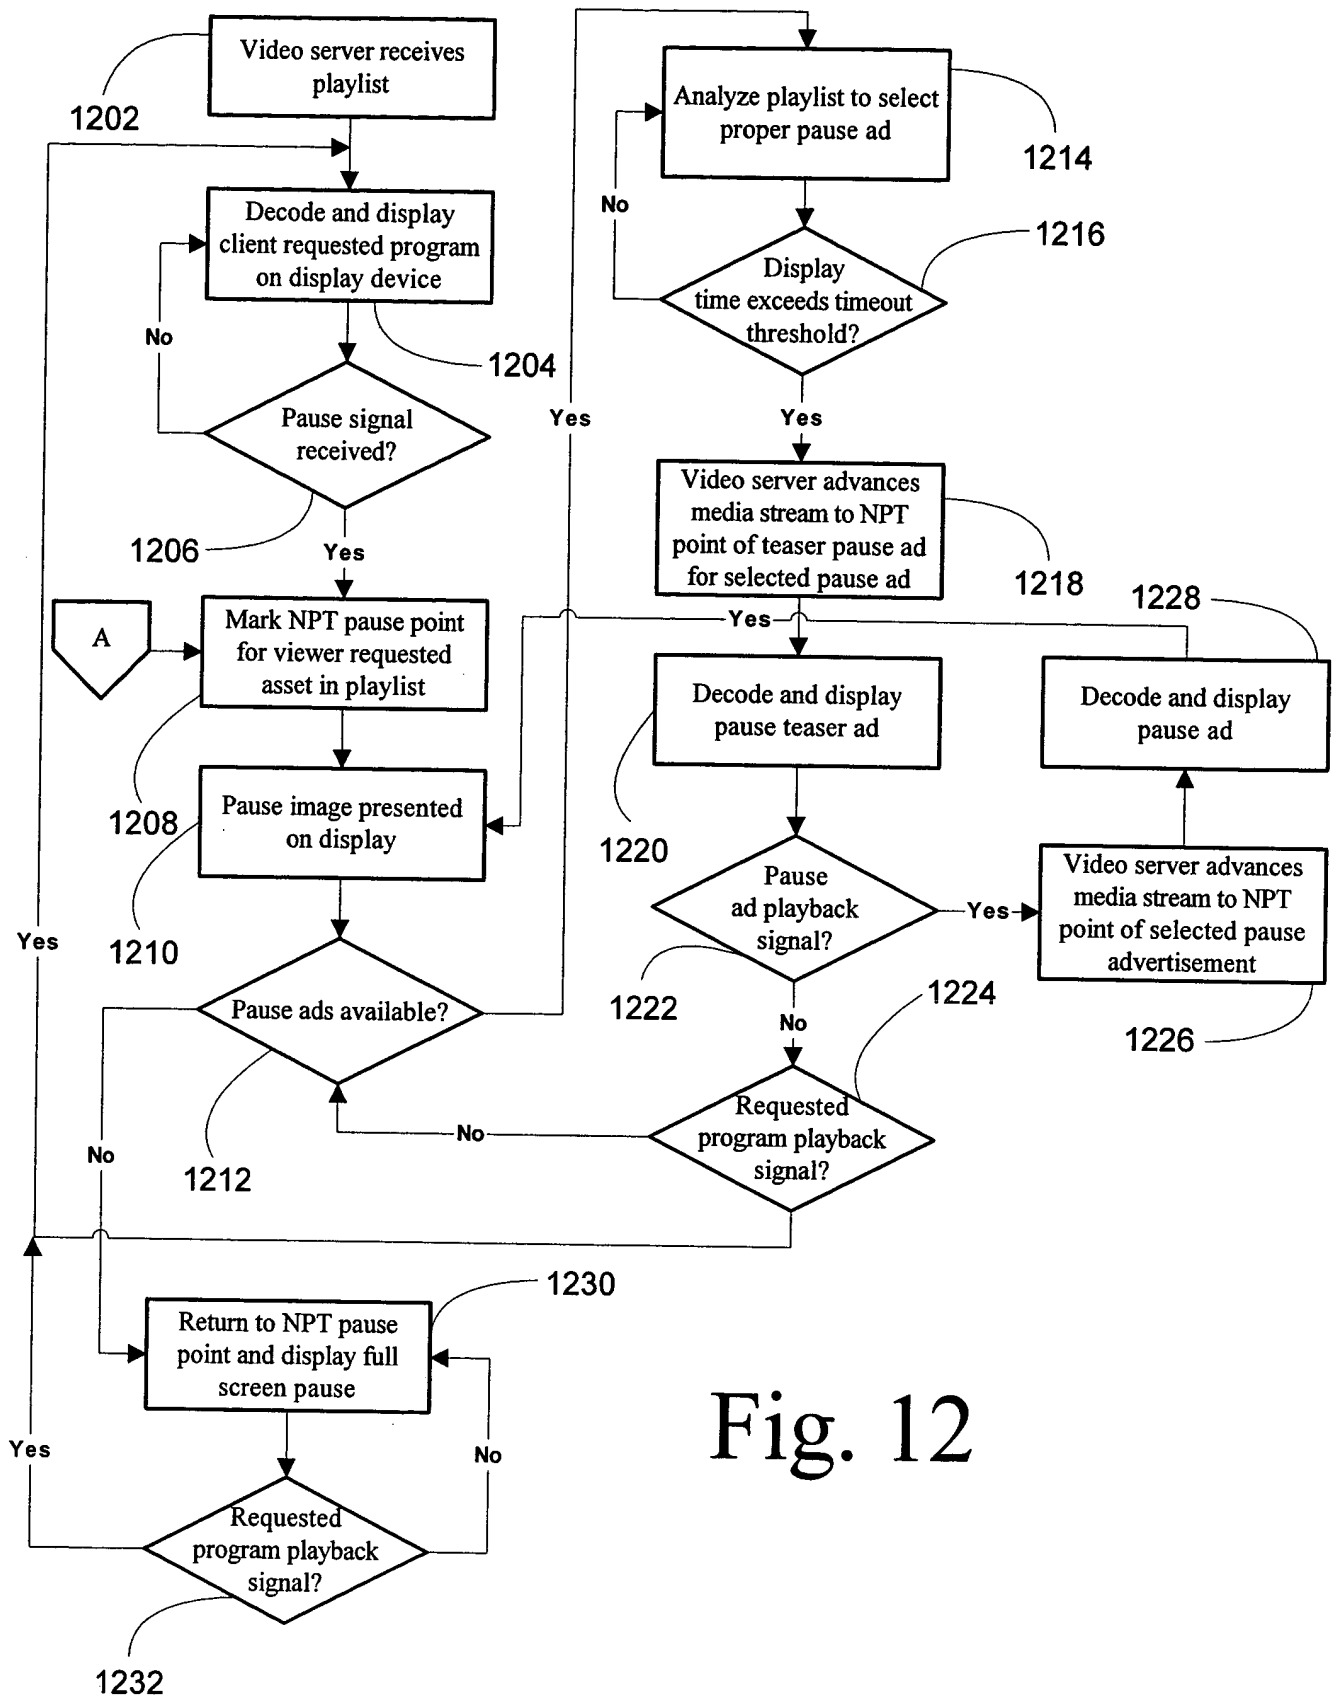 Video server receives
playlist
1202
Decode and display
client requested program
on display device
No
1204
Pause signal
received?
1206
Yes
A
Mark NPT pause point
for viewer requested
asset in playlist
1208
Pause image presented
on display
1210
Yes
Pause ads available?
1212
No
Yes
Analyze playlist to select
proper pause ad
1214
No
1216
Display
time exceeds timeout
threshold?
Yes
Video server advances
media stream to NPT
point of teaser pause ad
for selected pause ad
1218
Yes
1228
Decode and display
pause teaser ad
1220
Decode and display
pause ad
Pause
ad playback
signal?
1222
Yes
Video server advances
media stream to NPT
point of selected pause
advertisement
1226
No
1224
Requested
program playback
signal?
No
1230
Return to NPT pause
point and display full
screen pause
Yes
No
Requested
program playback
signal?
1232
Fig. 12